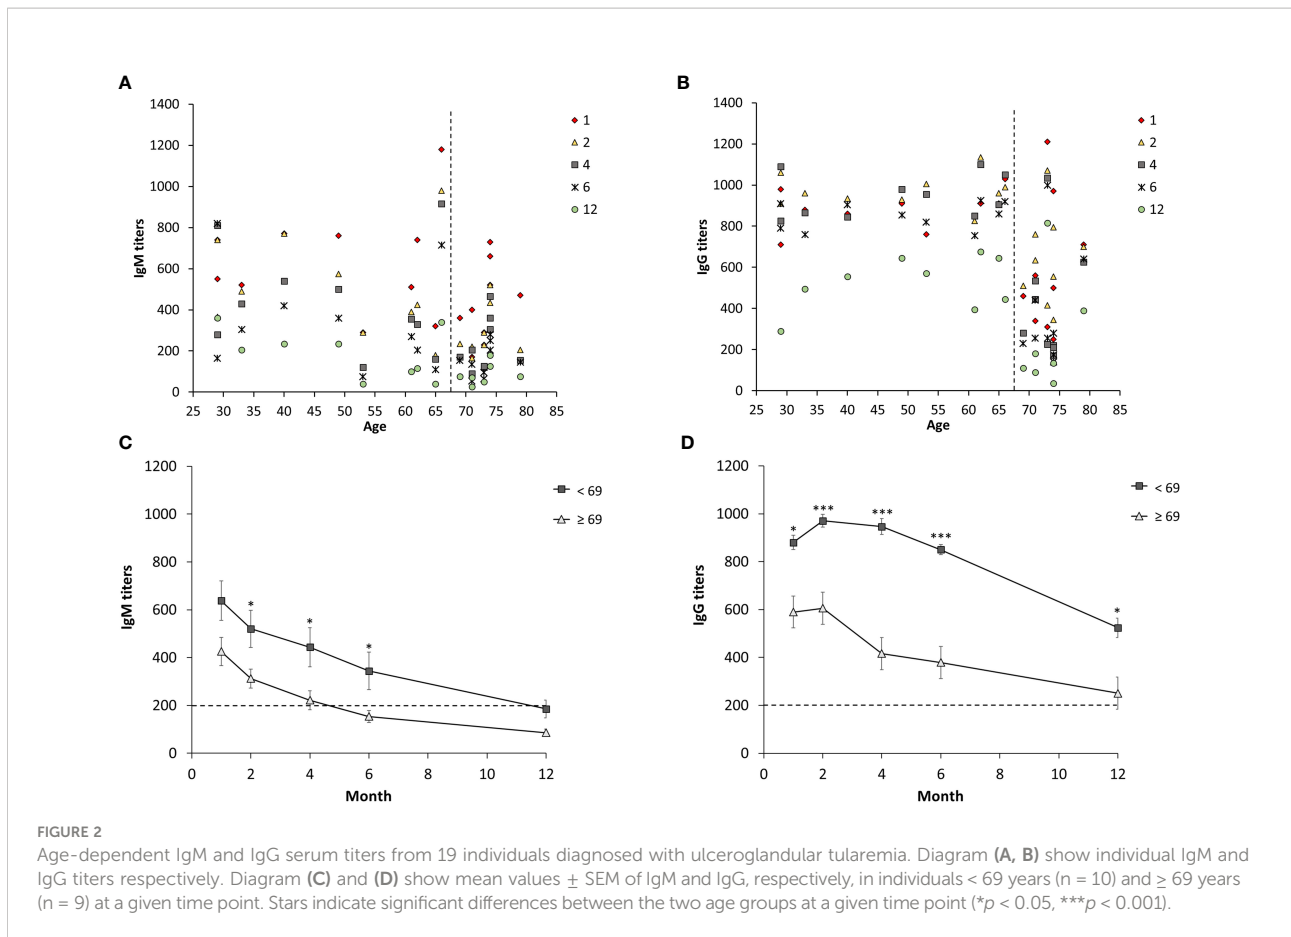 A
1400
1200
1000
800
600
400
200
0
IgM titers
25 30 35 40 45 50 55 60 65 70 75 80 85
Age
1
2
4
6
12
B
1400
1200
1000
800
600
400
200
0
IgG titers
25 30 35 40 45 50 55 60 65 70 75 80 85
Age
1
2
4
6
12
C
1200
1000
800
600
400
200
0
IgM titers
* * *
0 2 4 6 8 10 12
Month
< 69
≥ 69
D
1200
1000
800
600
400
200
0
IgG titers
* *** *** *** *
0 2 4 6 8 10 12
Month
< 69
≥ 69
FIGURE 2
Age-dependent IgM and IgG serum titers from 19 individuals diagnosed with ulceroglandular tularemia. Diagram (A, B) show individual IgM and
IgG titers respectively. Diagram (C) and (D) show mean values ± SEM of IgM and IgG, respectively, in individuals < 69 years (n = 10) and ≥ 69 years
(n = 9) at a given time point. Stars indicate significant differences between the two age groups at a given time point (*p < 0.05, ***p < 0.001).